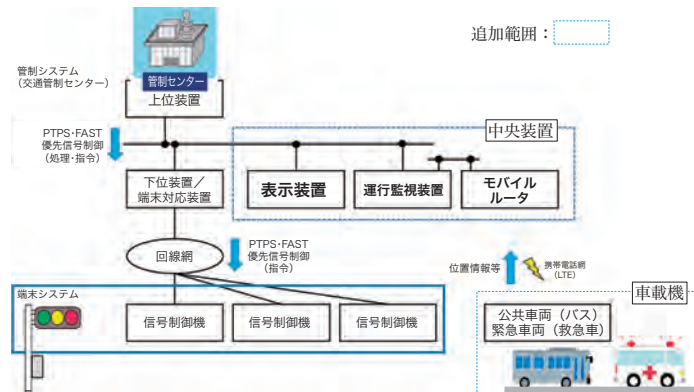 追加範囲：
管制システム
（交通管制センター）
管制センター
上位装置
PTPS･FAST
優先信号制御
（処理･指令）
中央装置
下位装置／
端末対応装置
表示装置
運行監視装置
モバイル
ルータ
回線網
PTPS･FAST
優先信号制御
（指令）
位置情報等
携帯電話網
（LTE）
端末システム
信号制御機
信号制御機
信号制御機
車載機
公共車両（バス）
緊急車両（救急車）